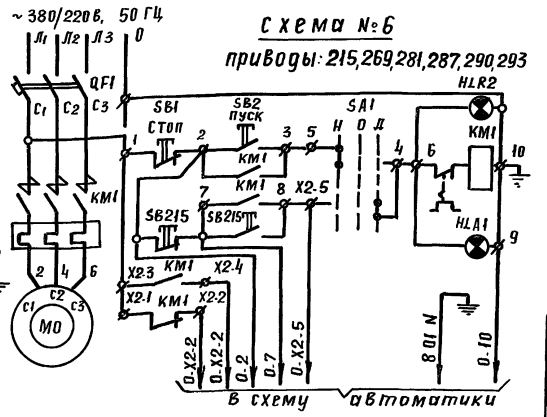 ~ 380/220 В, 50 ГЦ
Л1 Л2 Л3 0
СХЕМА №6
ПРИВОДЫ: 215, 269, 281, 287, 290, 293
HLR2
QF1
C1 C2 C3
SB1
СТОП
SB2
ПУСК
SA1
Н О Д
KM1
1 2 3 5 4 6 10
KM1
KM1
KM1
7 8 X2-5
SB215
SB215
HLA1
9
2 4 6
C1 C2 C3
МО
X2-3 KM1 X2-4
X2-1 KM1 X2-2
0-X2-2
0-X2-2
0-2
0-7
0-X2-5
801 N
0-10
В СХЕМУ АВТОМАТИКИ